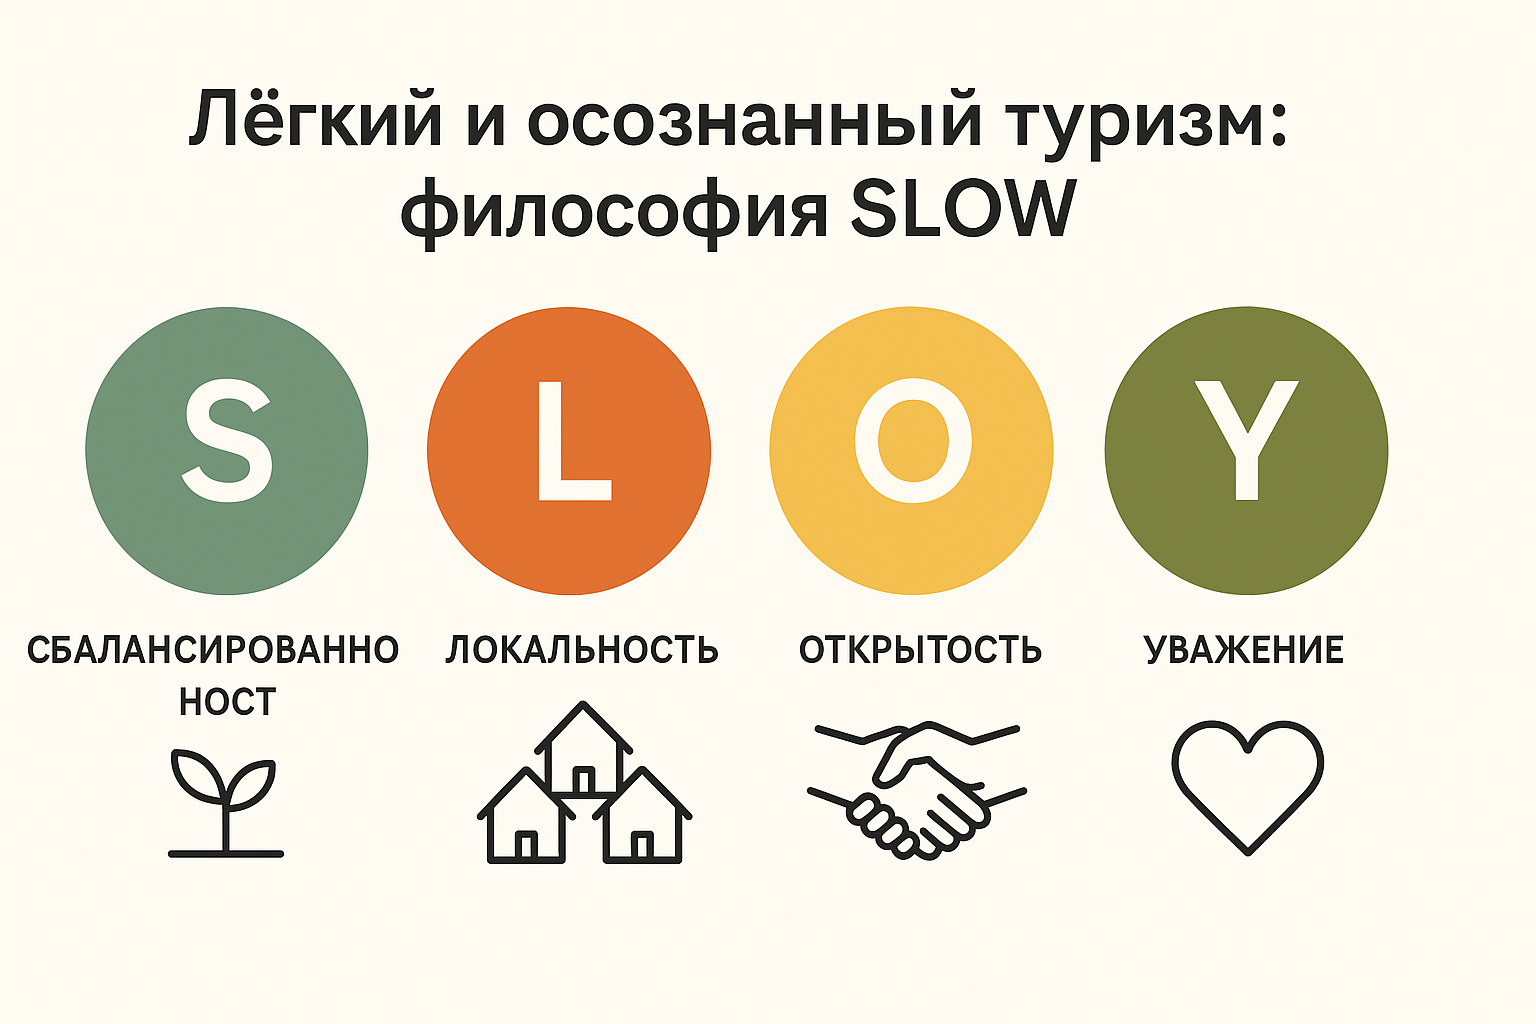 Лёгкий и осознанный туризм:
философия SLOW
S L O Y
СБАЛАНСИРОВАННО
НОСТ
ЛОКАЛЬНОСТЬ
ОТКРЫТОСТЬ
УВАЖЕНИЕ